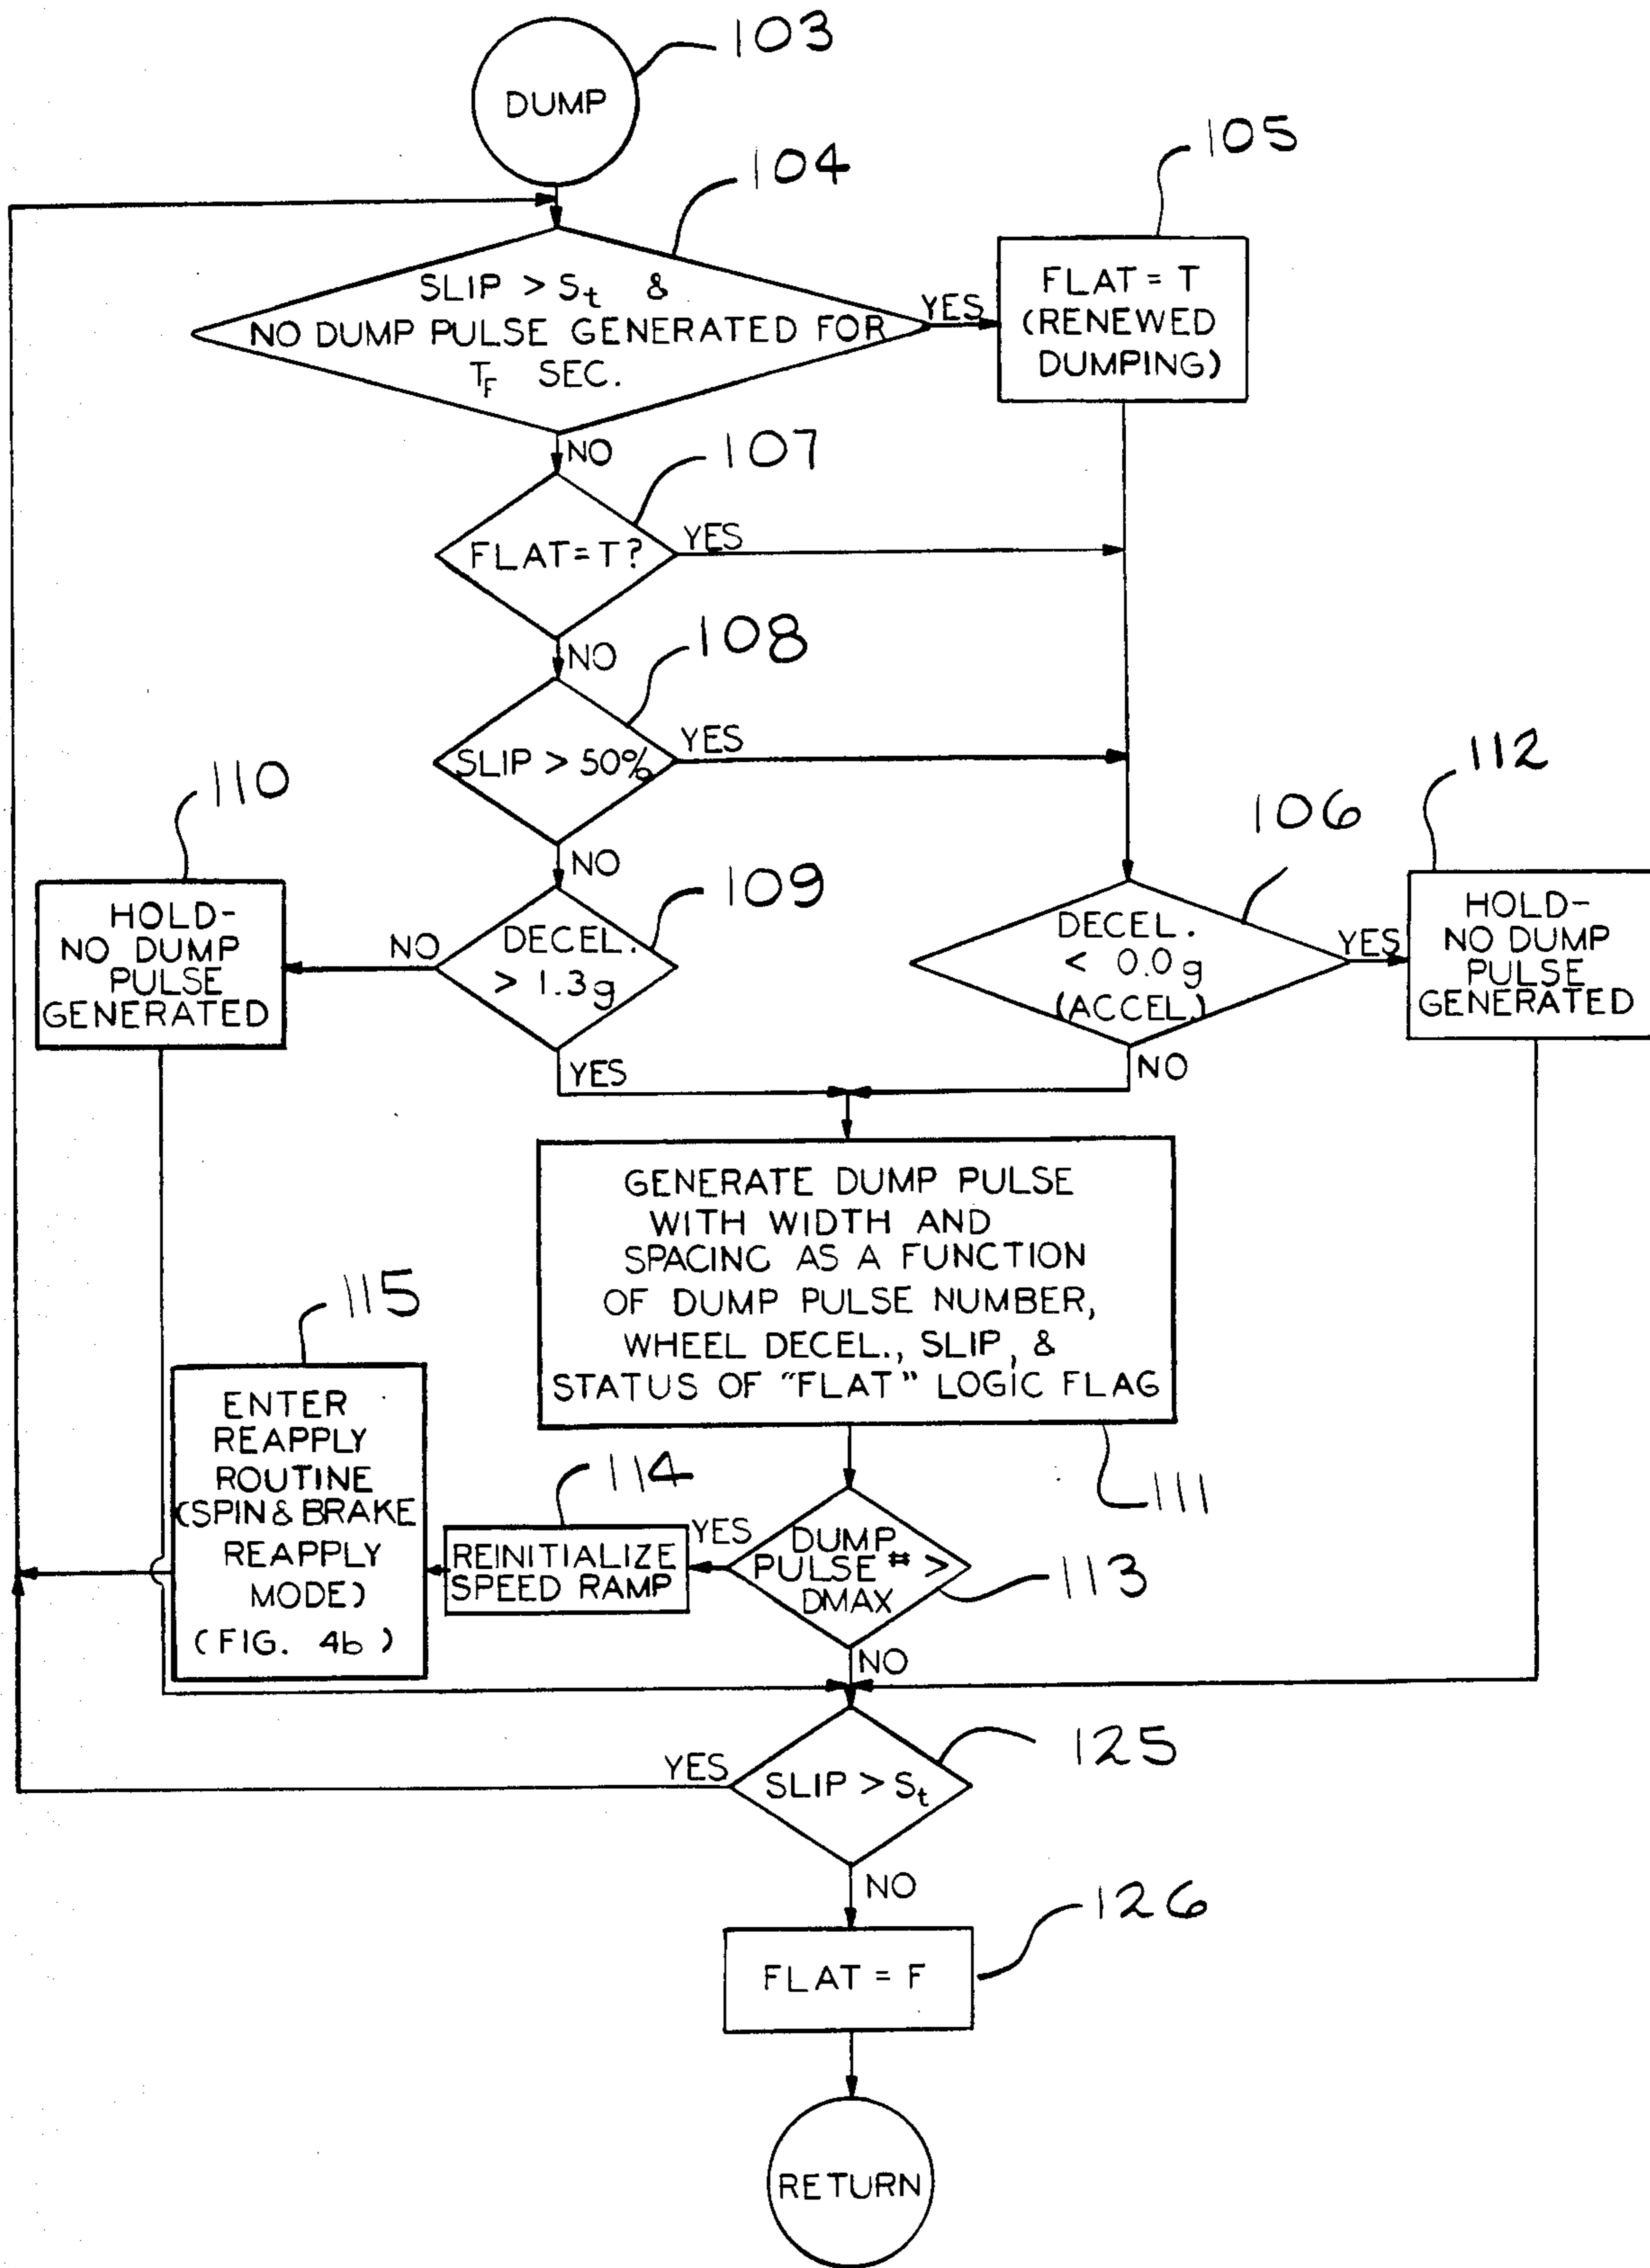 103
DUMP
104
105
SLIP > St &
NO DUMP PULSE GENERATED FOR
TF SEC.
YES
FLAT = T
(RENEWED
DUMPING)
NO
107
FLAT=T?
YES
NO
108
SLIP > 50%
YES
NO
110
HOLD-
NO DUMP
PULSE
GENERATED
NO
109
DECEL.
> 1.3g
YES
106
DECEL.
< 0.0g
(ACCEL.)
YES
NO
112
HOLD-
NO DUMP
PULSE
GENERATED
GENERATE DUMP PULSE
WITH WIDTH AND
SPACING AS A FUNCTION
OF DUMP PULSE NUMBER,
WHEEL DECEL., SLIP, &
STATUS OF "FLAT" LOGIC FLAG
111
115
ENTER
REAPPLY
ROUTINE
(SPIN & BRAKE
REAPPLY
MODE)
(FIG. 4b)
114
REINITIALIZE
SPEED RAMP
YES
DUMP
PULSE # >
DMAX
113
NO
125
YES
SLIP > St
NO
126
FLAT = F
RETURN